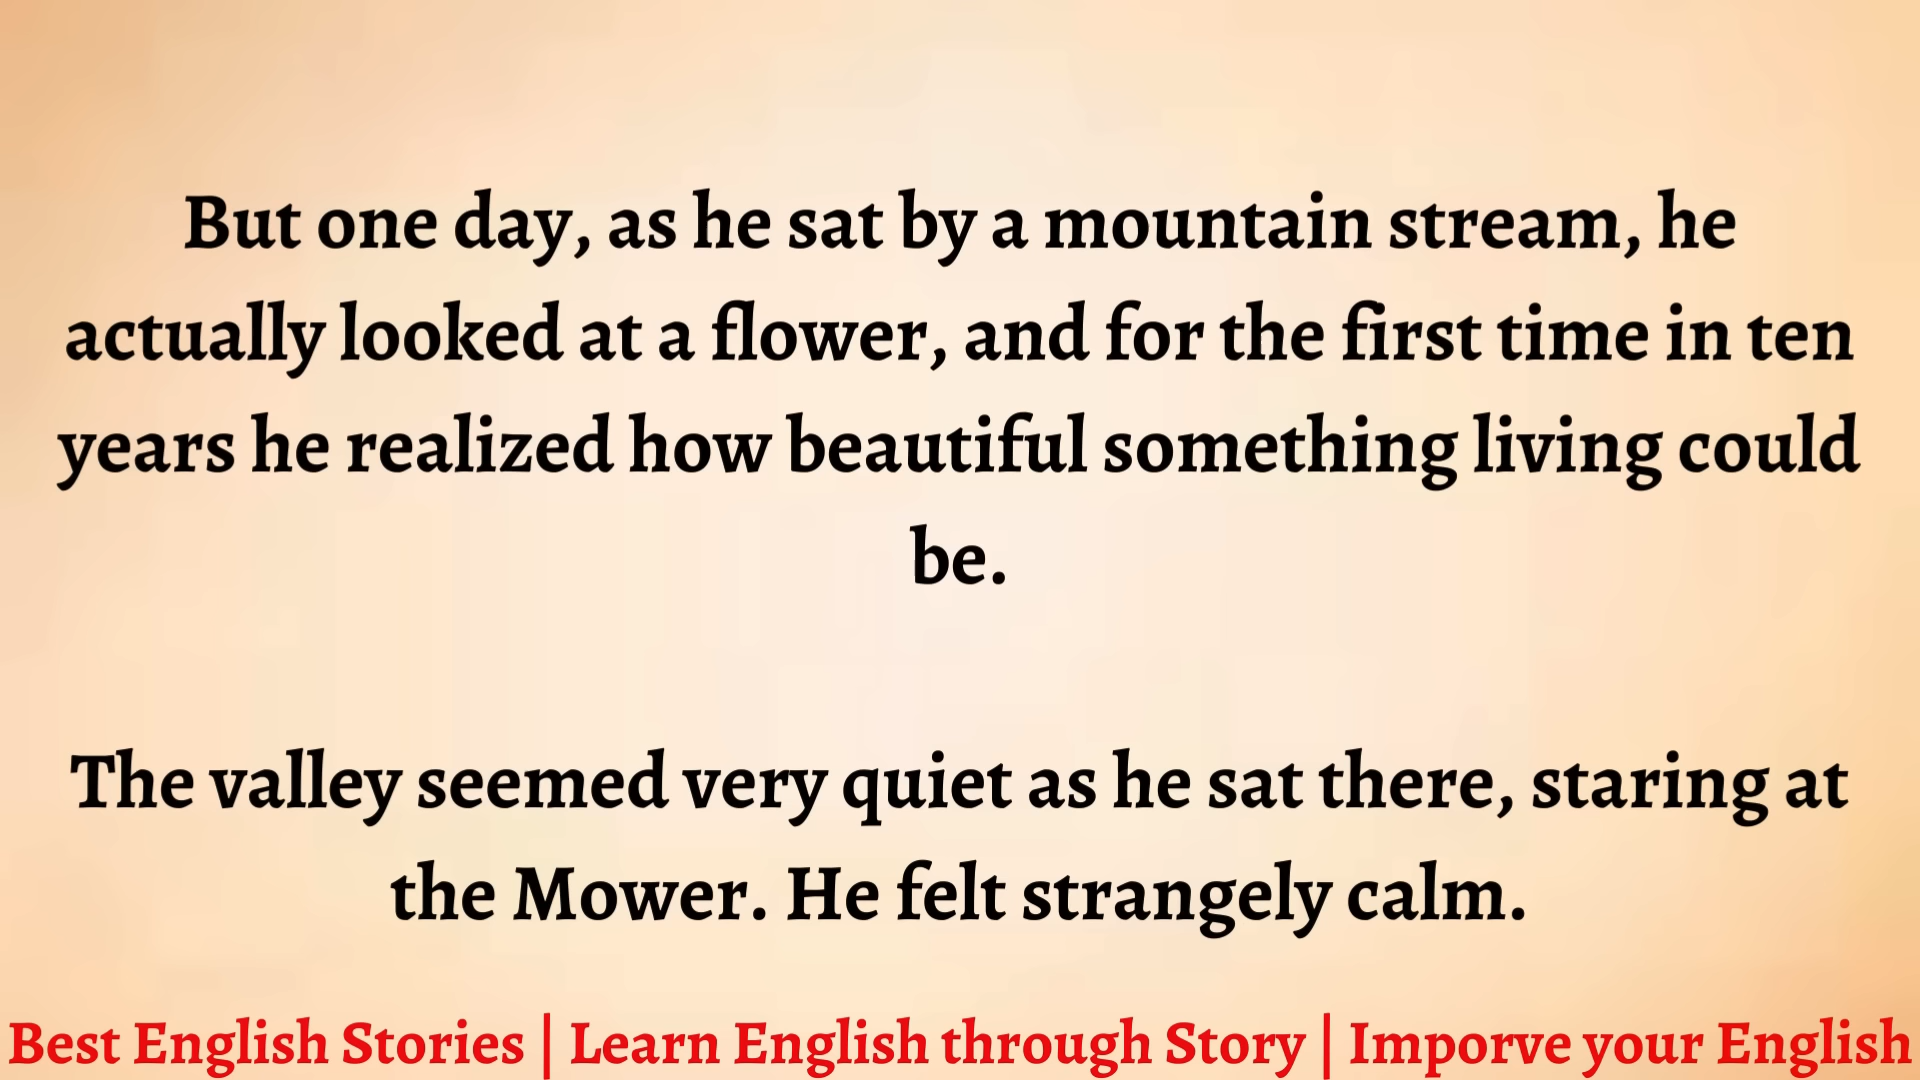 But one day, as he sat by a mountain stream, he
actually looked at a flower, and for the first time in ten
years he realized how beautiful something living could
be.
The valley seemed very quiet as he sat there, staring at
the Mower. He felt strangely calm.
Best English Stories | Learn English through Story | Imporve your English